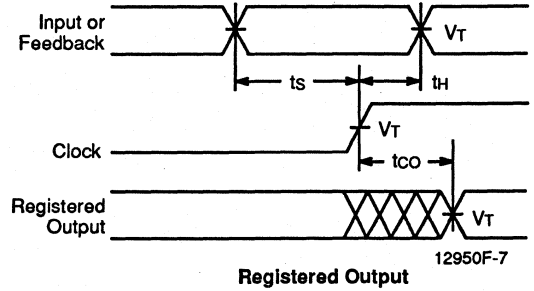 Input or
Feedback
VT
tS
tH
VT
Clock
tCO
Registered
Output
VT
12950F-7
Registered Output